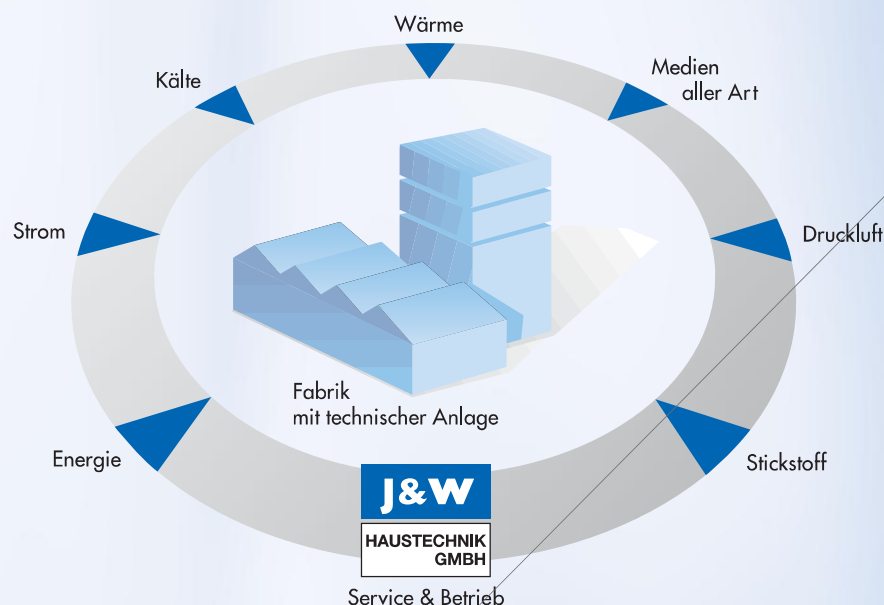 Wärme
Kälte
Medien
aller Art
Strom
Druckluft
Fabrik
mit technischer Anlage
Energie
Stickstoff
J&W
HAUSTECHNIK
GMBH
Service & Betrieb